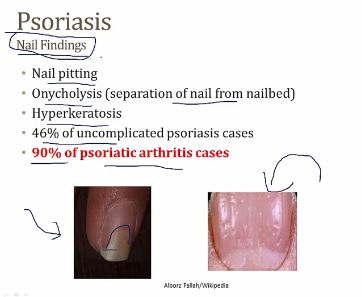 Psoriasis
Nail Findings
• Nail pitting
• Onycholysis (separation of nail from nailbed)
• Hyperkeratosis
• 46% of uncomplicated psoriasis cases
• 90% of psoriatic arthritis cases
Alborz Fallah/Wikipedia